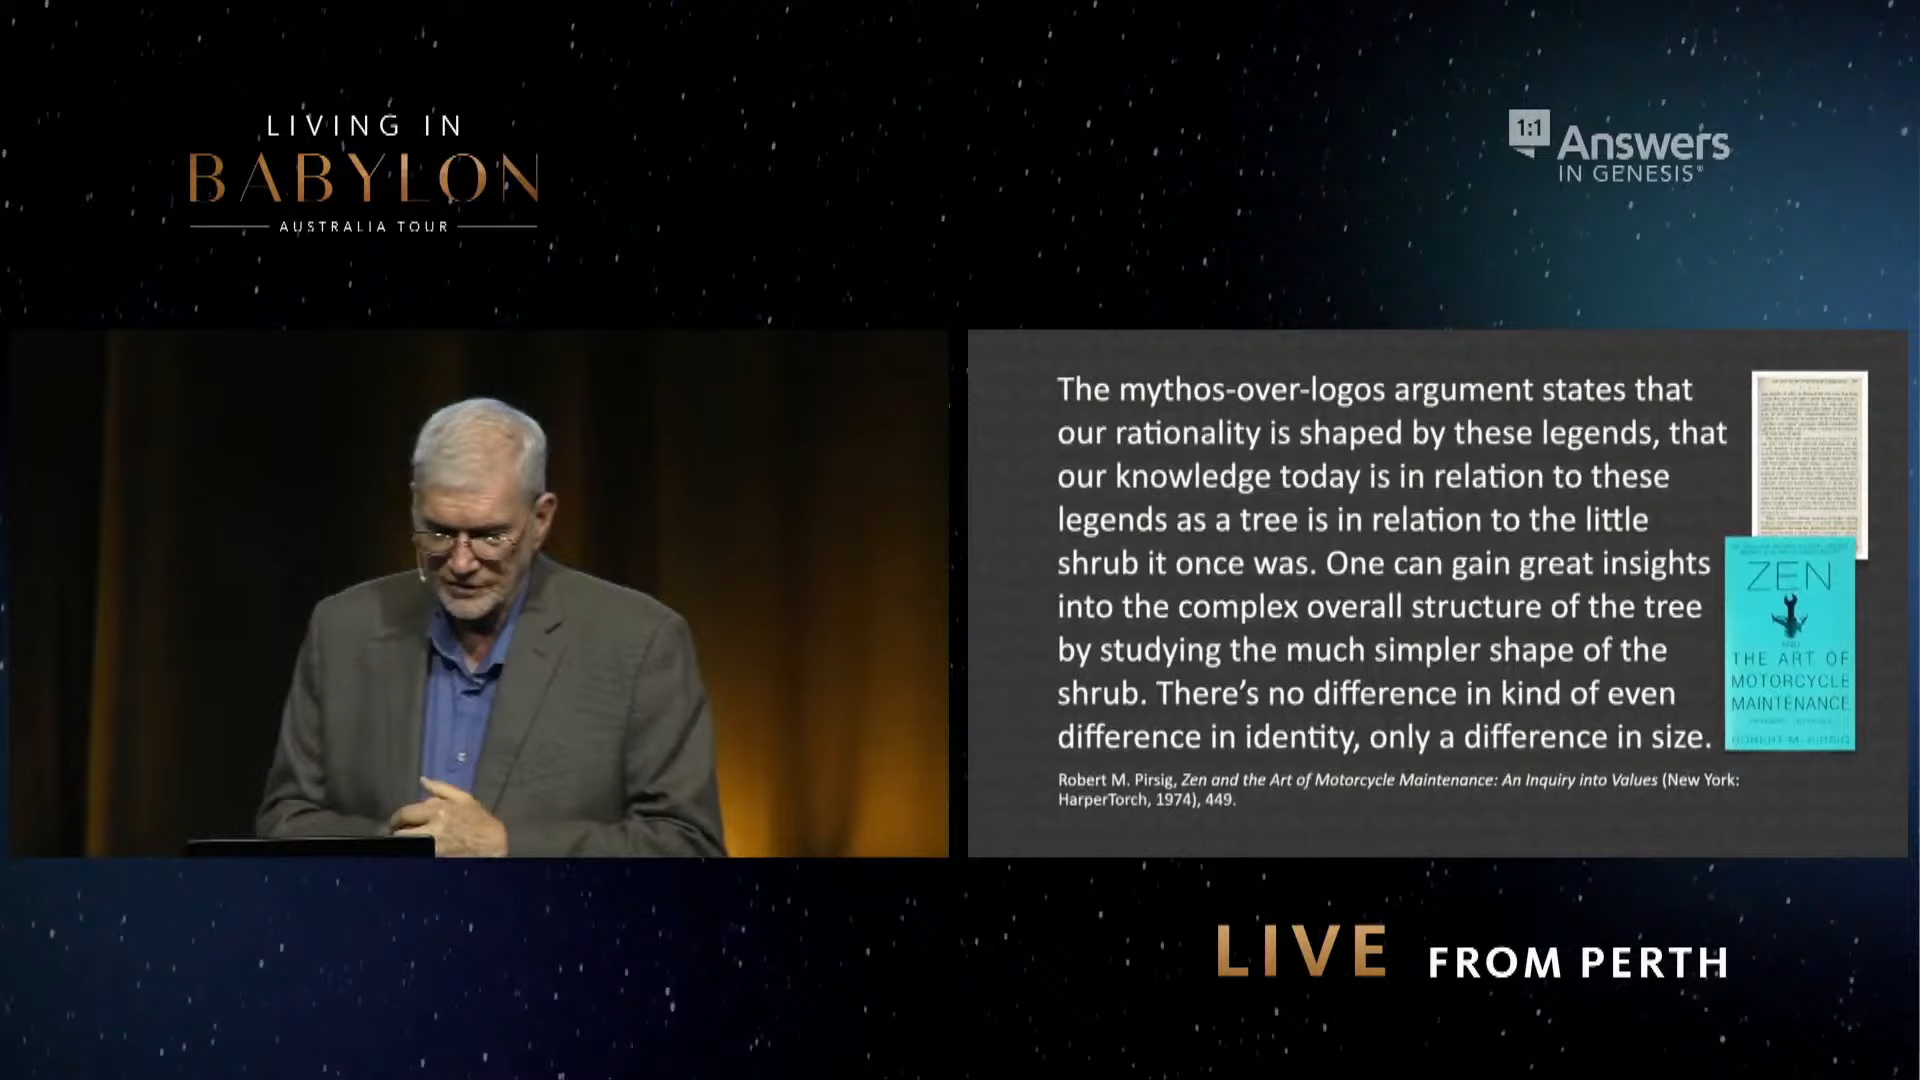 LIVING IN
BABYLON
AUSTRALIA TOUR
1:1
Answers
IN GENESIS®
The mythos-over-logos argument states that
our rationality is shaped by these legends, that
our knowledge today is in relation to these
legends as a tree is in relation to the little
shrub it once was. One can gain great insights
into the complex overall structure of the tree
by studying the much simpler shape of the
shrub. There's no difference in kind of even
difference in identity, only a difference in size.
Robert M. Pirsig, Zen and the Art of Motorcycle Maintenance: An Inquiry into Values (New York:
HarperTorch, 1974), 449.
ZEN
AND
THE ART OF
MOTORCYCLE
MAINTENANCE
ROBERT M. PIRSIG
LIVE FROM PERTH